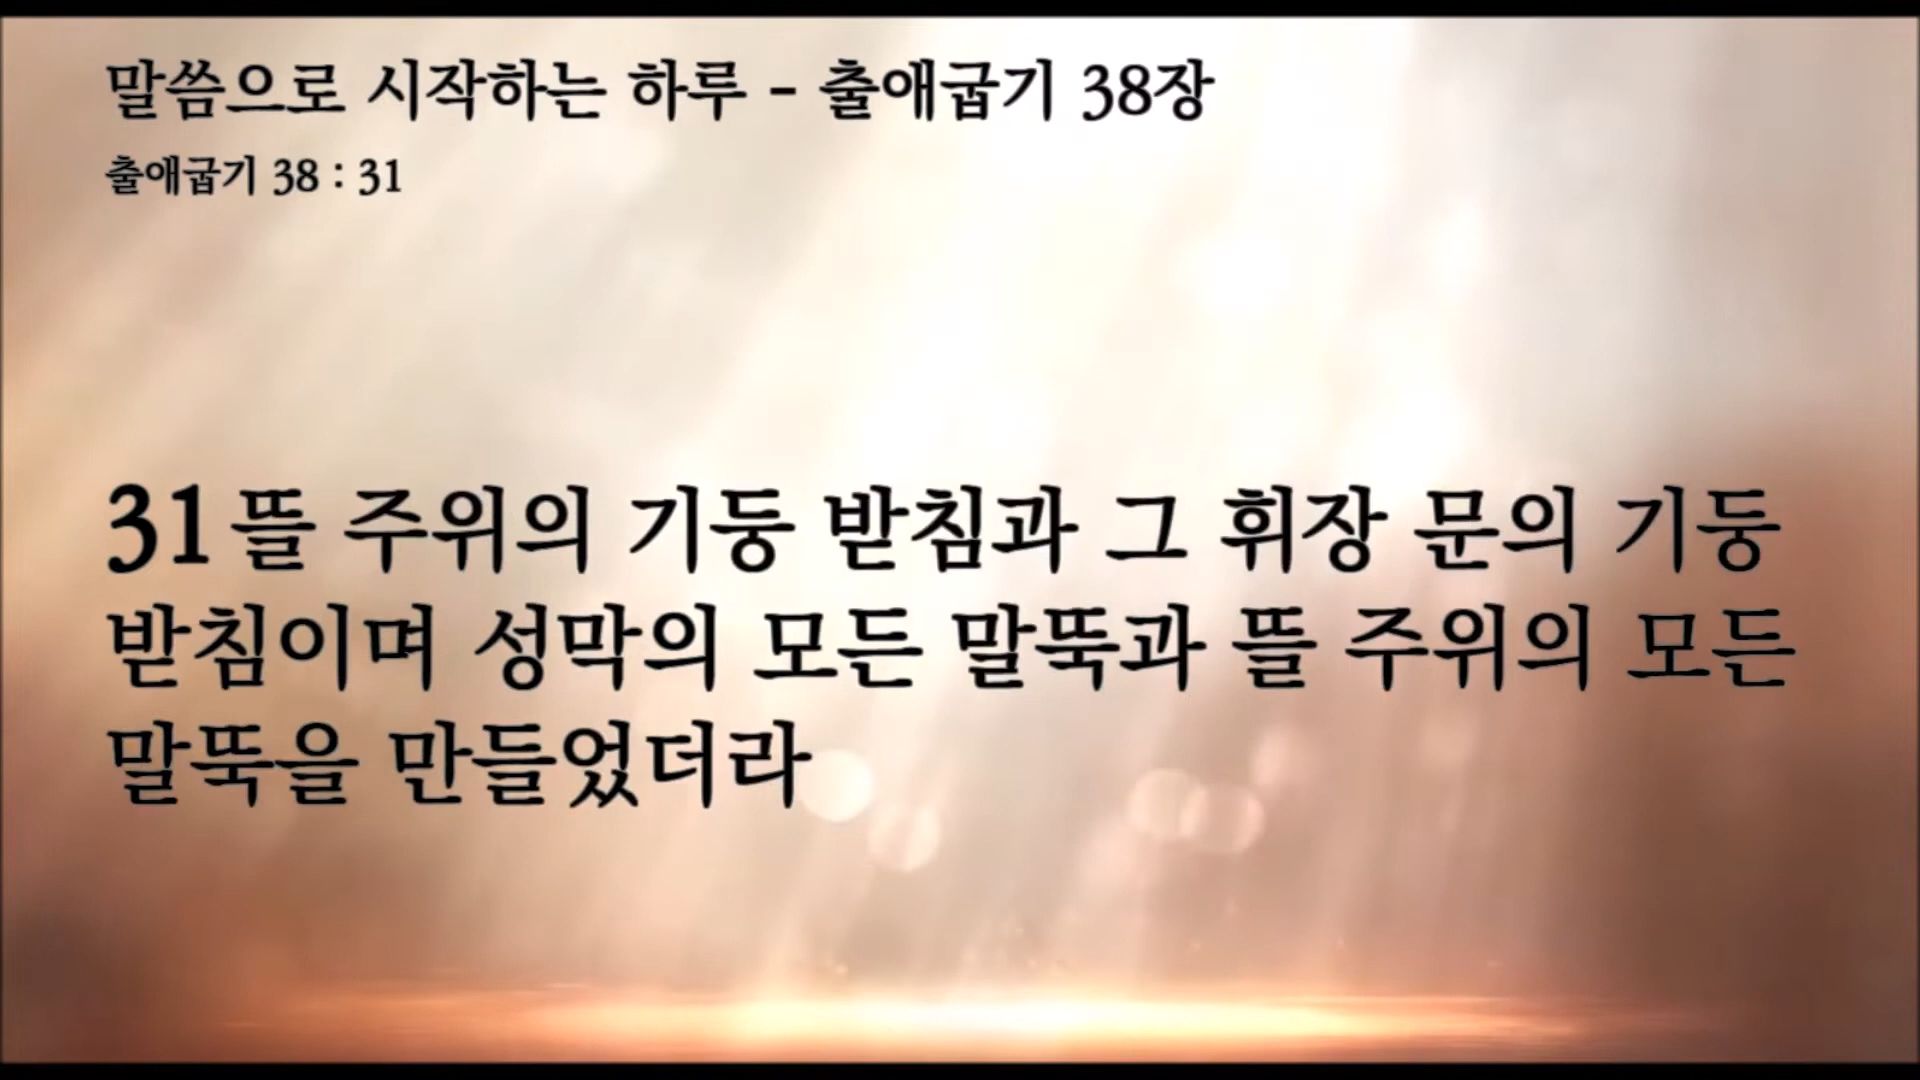 말씀으로 시작하는 하루 - 출애굽기 38장
출애굽기 38 : 31
31 뜰 주위의 기둥 받침과 그 휘장 문의 기둥
받침이며 성막의 모든 말뚝과 뜰 주위의 모든
말뚝을 만들었더라